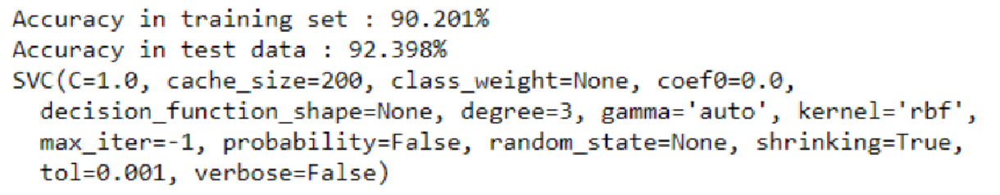 Accuracy in training set : 90.201%
Accuracy in test data : 92.398%
SVC(C=1.0, cache_size=200, class_weight=None, coef0=0.0,
  decision_function_shape=None, degree=3, gamma='auto', kernel='rbf',
  max_iter=-1, probability=False, random_state=None, shrinking=True,
  tol=0.001, verbose=False)